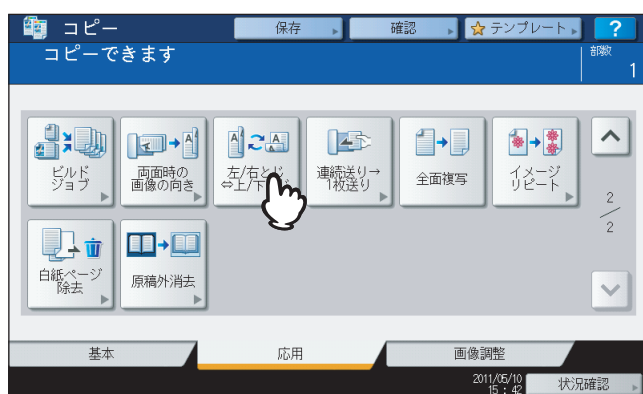 コピー
保存
確認
テンプレート
?
コピーできます
部数
1
ビルド
ジョブ
両面時の
画像の向き
左/右とじ
⇔上/下
連続送り→
1枚送り
全面複写
イメージ
リピート
2
2
白紙ページ
除去
原稿外消去
基本
応用
画像調整
2011/05/10
15 : 42
状況確認